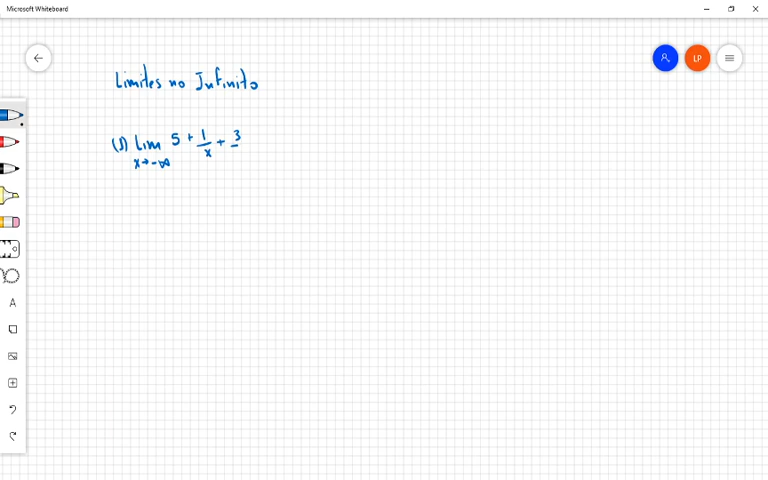 Microsoft Whiteboard
LP
Limites no Infinito
(1) lim 5 + 1/x + 3
x→-∞
A